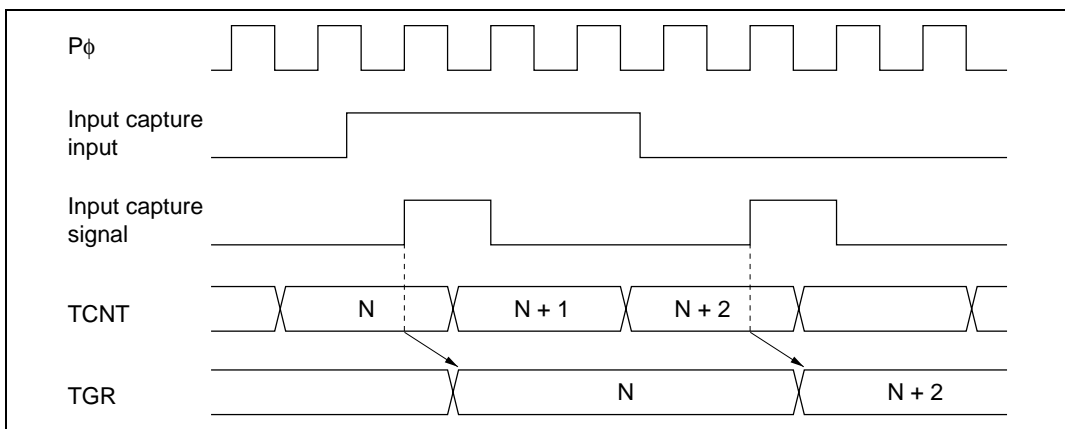 Pφ
Input capture
input
Input capture
signal
TCNT
N
N + 1
N + 2
TGR
N
N + 2